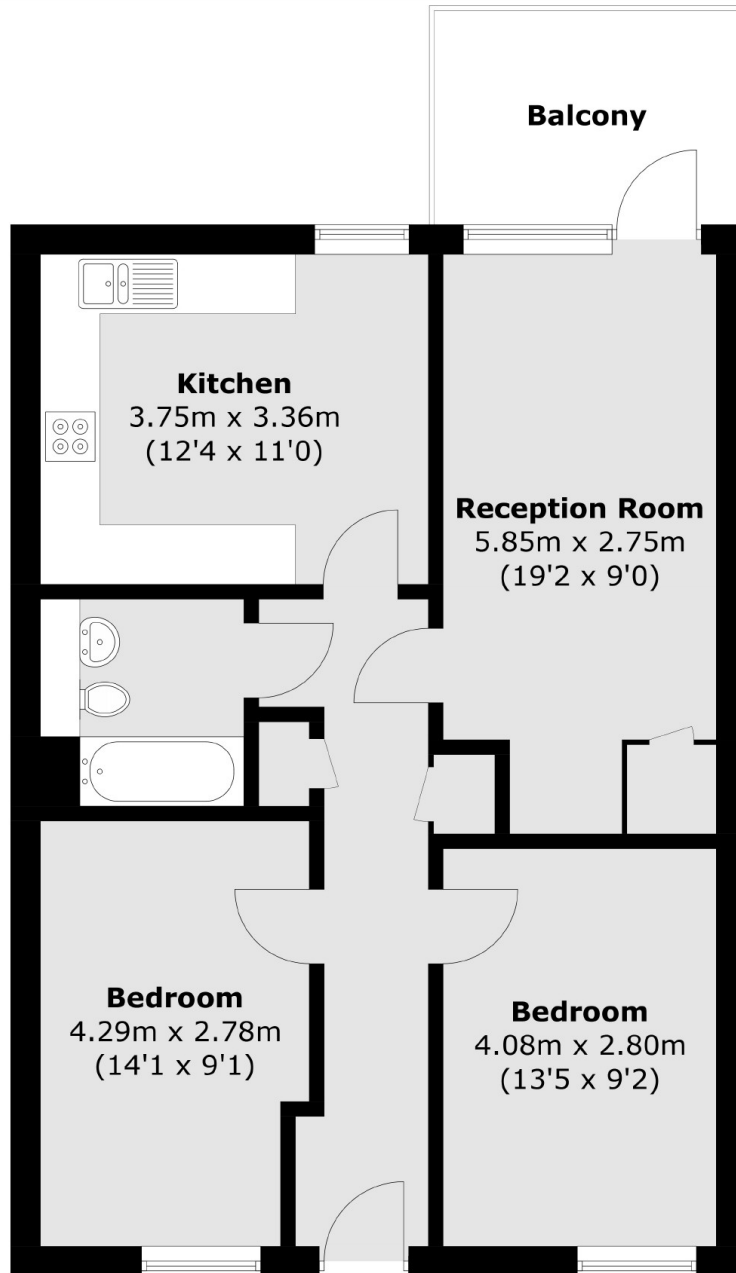 Balcony
Kitchen
3.75m x 3.36m
(12'4 x 11'0)
Reception Room
5.85m x 2.75m
(19'2 x 9'0)
Bedroom
4.29m x 2.78m
(14'1 x 9'1)
Bedroom
4.08m x 2.80m
(13'5 x 9'2)